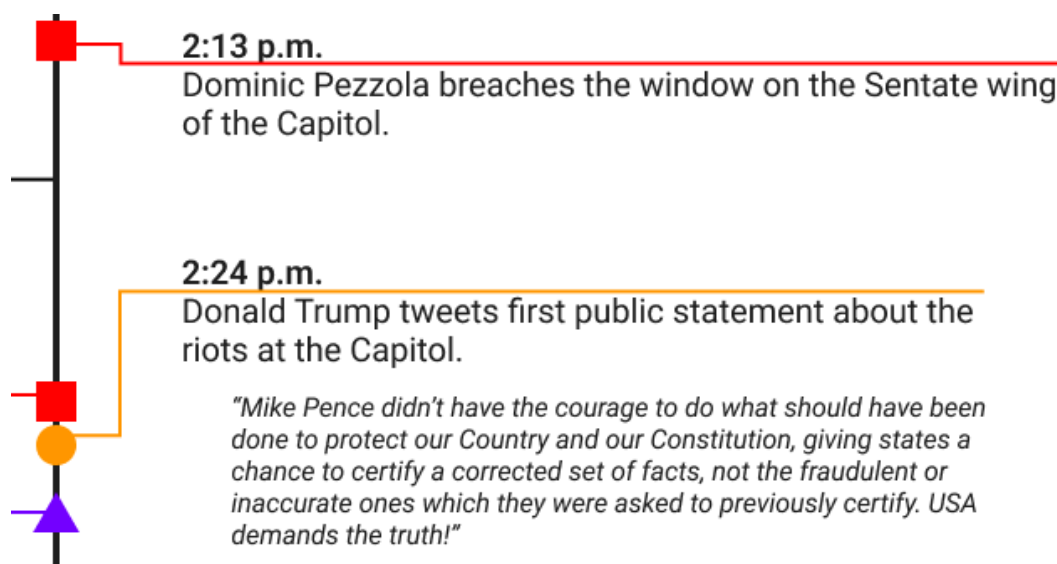 2:13 p.m.
Dominic Pezzola breaches the window on the Sentate wing
of the Capitol.
2:24 p.m.
Donald Trump tweets first public statement about the
riots at the Capitol.
“Mike Pence didn’t have the courage to do what should have been
done to protect our Country and our Constitution, giving states a
chance to certify a corrected set of facts, not the fraudulent or
inaccurate ones which they were asked to previously certify. USA
demands the truth!”